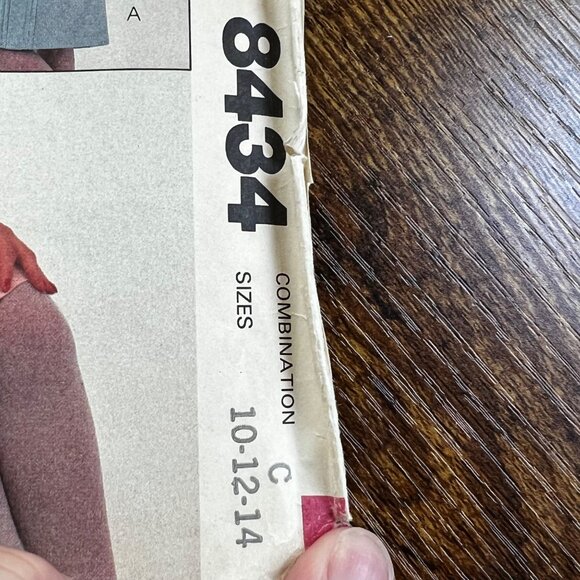 A
8434
COMBINATION C
SIZES 10-12-14